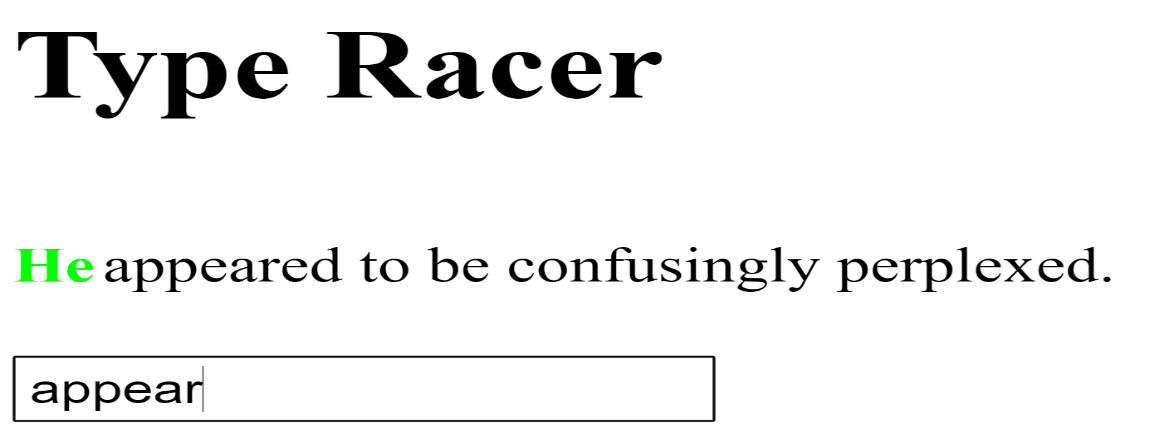 Type Racer
He appeared to be confusingly perplexed.
appear